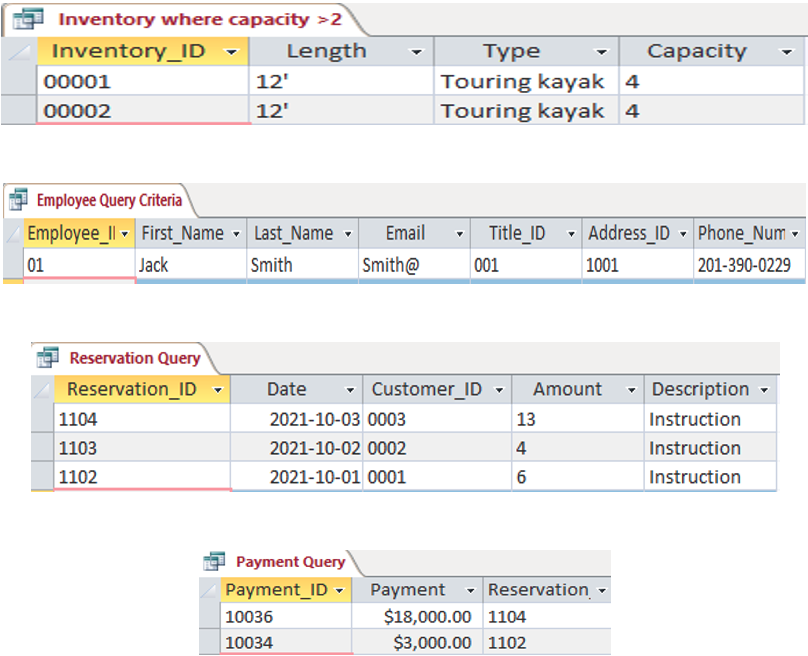 Inventory where capacity >2
Inventory_ID Length Type Capacity
00001 12' Touring kayak 4
00002 12' Touring kayak 4
Employee Query Criteria
Employee_II First_Name Last_Name Email Title_ID Address_ID Phone_Num
01 Jack Smith Smith@ 001 1001 201-390-0229
Reservation Query
Reservation_ID Date Customer_ID Amount Description
1104 2021-10-03 0003 13 Instruction
1103 2021-10-02 0002 4 Instruction
1102 2021-10-01 0001 6 Instruction
Payment Query
Payment_ID Payment Reservation_
10036 $18,000.00 1104
10034 $3,000.00 1102